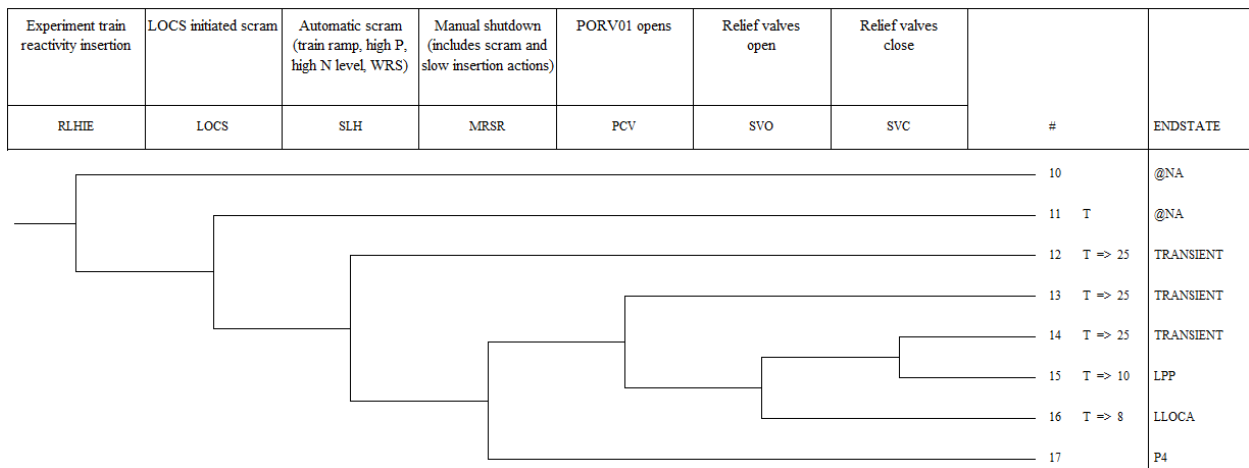 Experiment train
reactivity insertion
LOCS initiated scram
Automatic scram
(train ramp, high P,
high N level, WRS)
Manual shutdown
(includes scram and
slow insertion actions)
PORV01 opens
Relief valves
open
Relief valves
close
RLHIE
LOCS
SLH
MRSR
PCV
SVO
SVC
#
ENDSTATE
10 @NA
11 T @NA
12 T => 25 TRANSIENT
13 T => 25 TRANSIENT
14 T => 25 TRANSIENT
15 T => 10 LPP
16 T => 8 LLOCA
17 P4